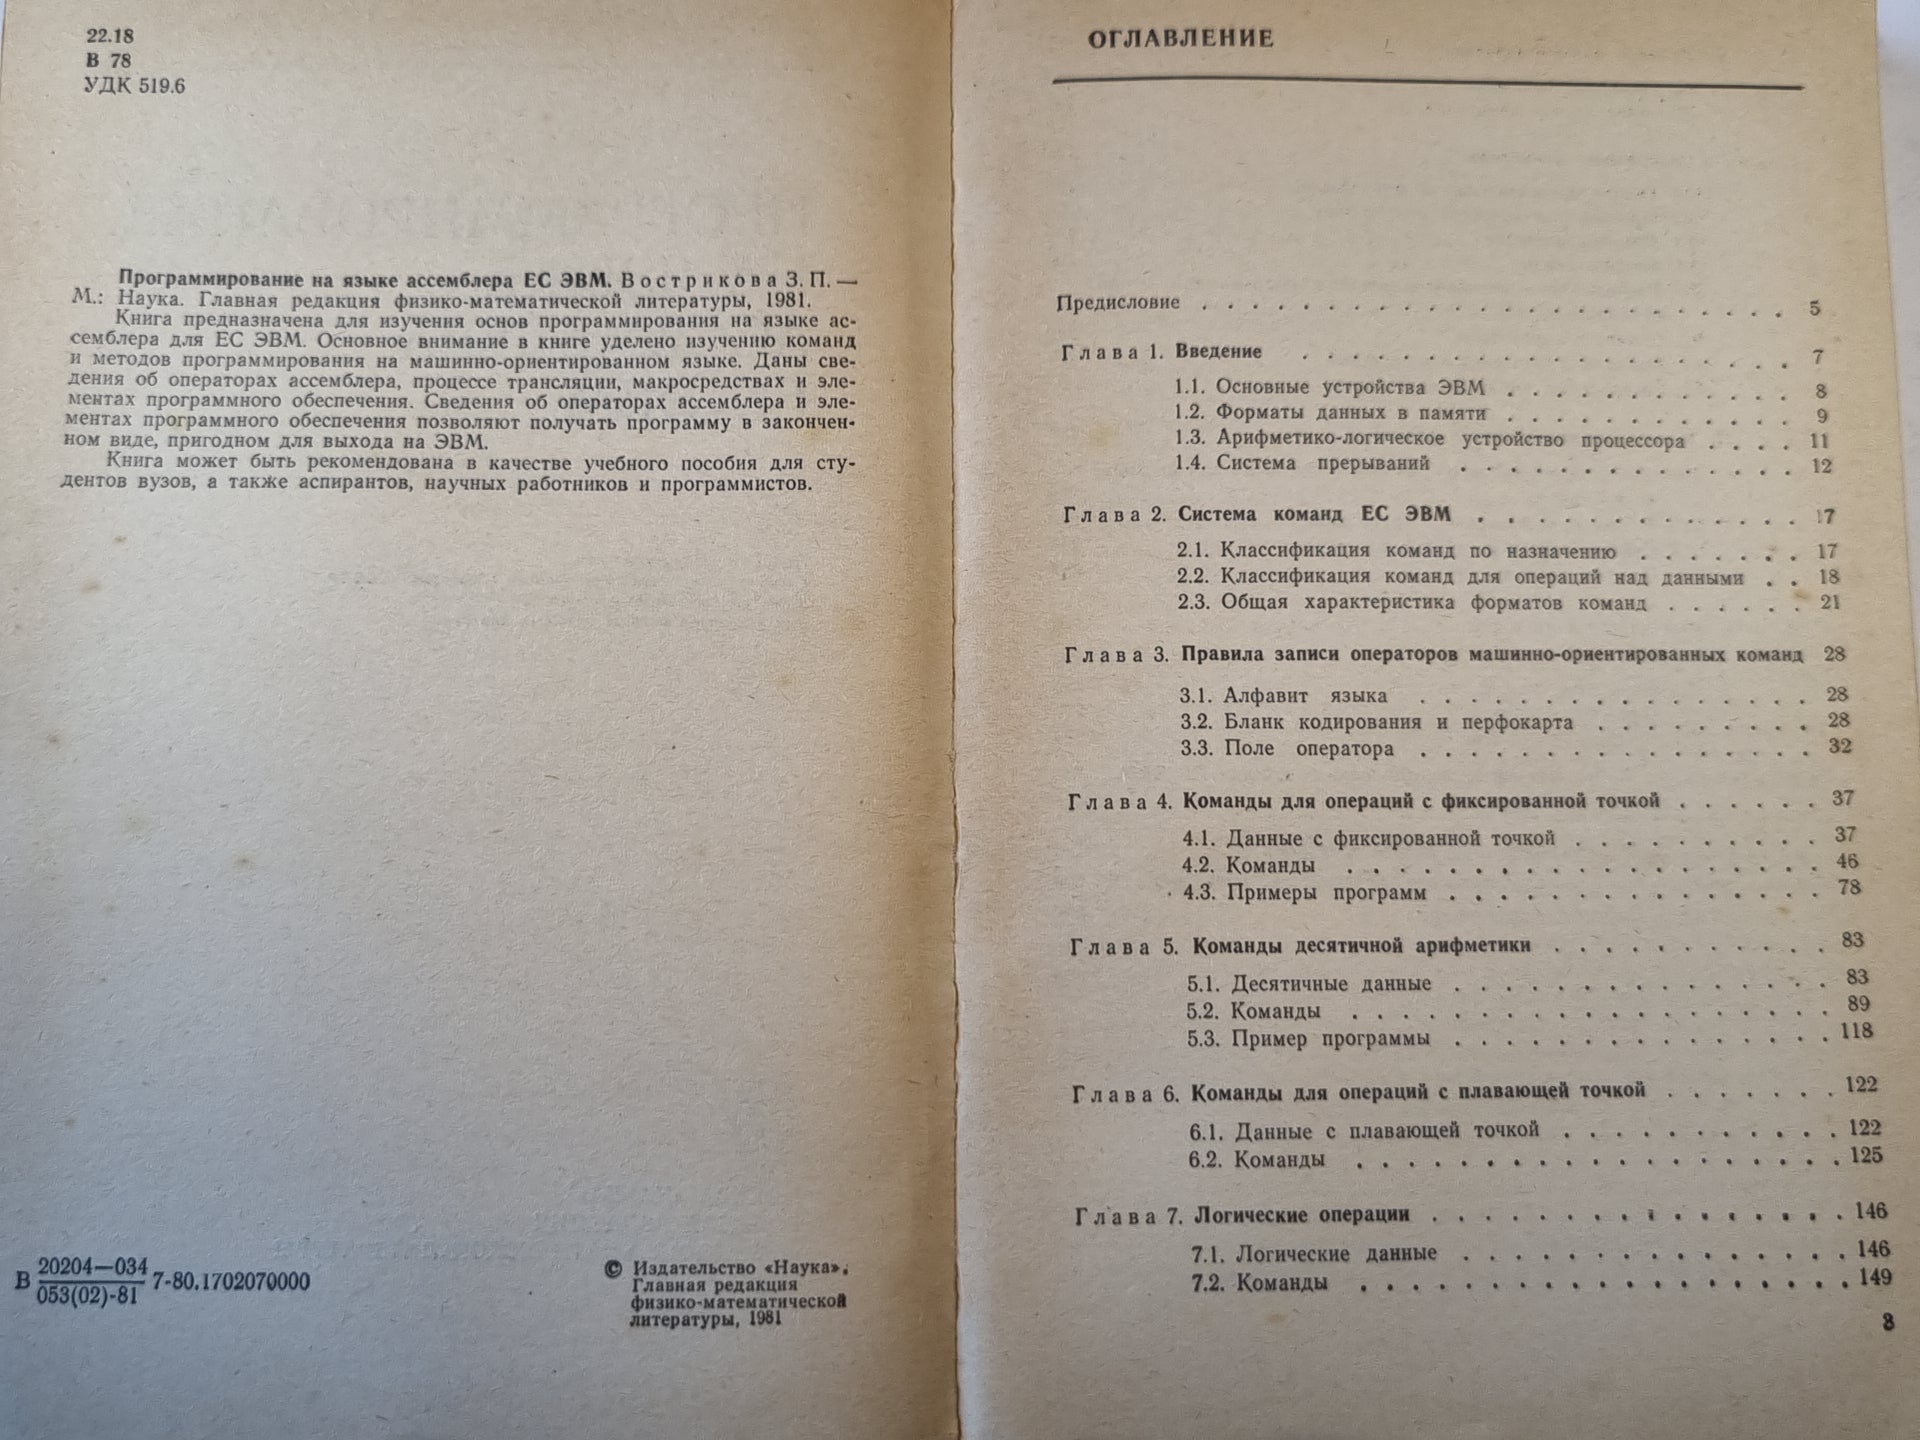 22.18
В 78
УДК 519.6
Программирование на языке ассемблера ЕС ЭВМ. Вострикова З. П. —
М.: Наука. Главная редакция физико-математической литературы, 1981.
Книга предназначена для изучения основ программирования на языке ас-
семблера для ЕС ЭВМ. Основное внимание в книге уделено изучению команд
и методов программирования на машинно-ориентированном языке. Даны све-
дения об операторах ассемблера, процессе трансляции, макросредствах и эле-
ментах программного обеспечения. Сведения об операторах ассемблера и эле-
ментах программного обеспечения позволяют получать программу в закончен-
ном виде, пригодном для выхода на ЭВМ.
Книга может быть рекомендована в качестве учебного пособия для сту-
дентов вузов, а также аспирантов, научных работников и программистов.
В 20204—034
053(02)-81 7-80.1702070000
© Издательство «Наука».
Главная редакция
физико-математической
литературы, 1981
ОГЛАВЛЕНИЕ
Предисловие . . . . . . . . . . . . . . . . . . . . . . 5
Глава 1. Введение . . . . . . . . . . . . . . . . . . . 7
1.1. Основные устройства ЭВМ . . . . . . . . . . . . 8
1.2. Форматы данных в памяти . . . . . . . . . . . . 9
1.3. Арифметико-логическое устройство процессора . . . . 11
1.4. Система прерываний . . . . . . . . . . . . . . 12
Глава 2. Система команд ЕС ЭВМ . . . . . . . . . . . . . 17
2.1. Классификация команд по назначению . . . . . . . 17
2.2. Классификация команд для операций над данными . . 18
2.3. Общая характеристика форматов команд . . . . . . 21
Глава 3. Правила записи операторов машинно-ориентированных команд 28
3.1. Алфавит языка . . . . . . . . . . . . . . . . 28
3.2. Бланк кодирования и перфокарта . . . . . . . . . 28
3.3. Поле оператора . . . . . . . . . . . . . . . . 32
Глава 4. Команды для операций с фиксированной точкой . . . . . . 37
4.1. Данные с фиксированной точкой . . . . . . . . . . 37
4.2. Команды . . . . . . . . . . . . . . . . . . . 46
4.3. Примеры программ . . . . . . . . . . . . . . . 78
Глава 5. Команды десятичной арифметики . . . . . . . . . . . 83
5.1. Десятичные данные . . . . . . . . . . . . . . . 83
5.2. Команды . . . . . . . . . . . . . . . . . . . 89
5.3. Пример программы . . . . . . . . . . . . . . . 118
Глава 6. Команды для операций с плавающей точкой . . . . . . . 122
6.1. Данные с плавающей точкой . . . . . . . . . . . 122
6.2. Команды . . . . . . . . . . . . . . . . . . . 125
Глава 7. Логические операции . . . . . . . . . . . . . . . . 146
7.1. Логические данные . . . . . . . . . . . . . . . 146
7.2. Команды . . . . . . . . . . . . . . . . . . . 149
3